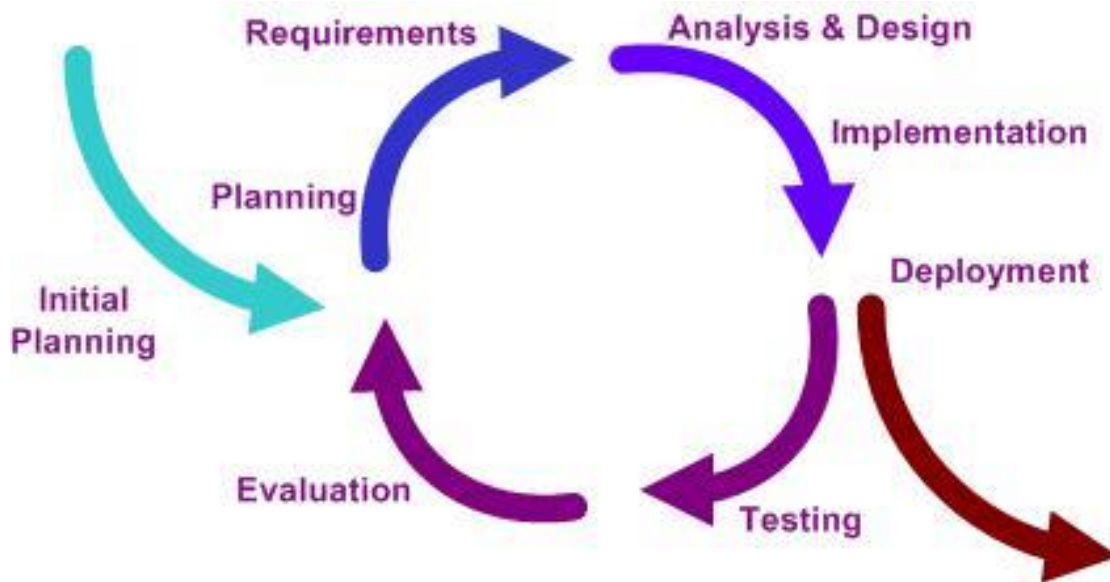 Requirements
Analysis & Design
Implementation
Planning
Deployment
Initial
Planning
Evaluation
Testing